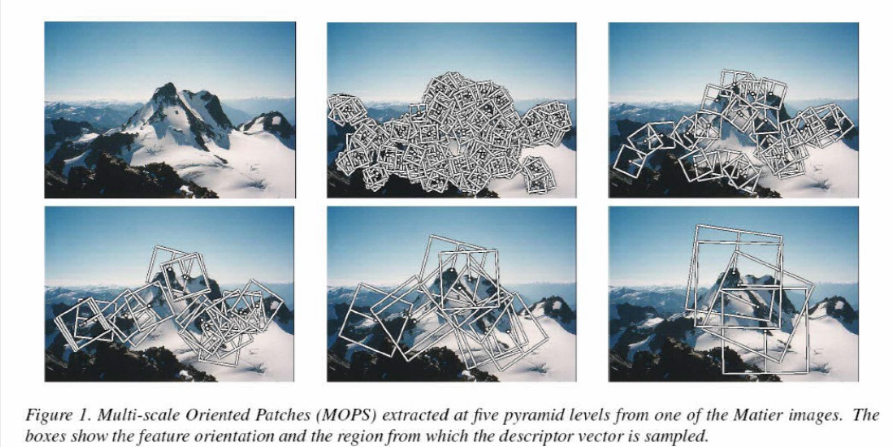 Figure 1. Multi-scale Oriented Patches (MOPS) extracted at five pyramid levels from one of the Matier images. The
boxes show the feature orientation and the region from which the descriptor vector is sampled.